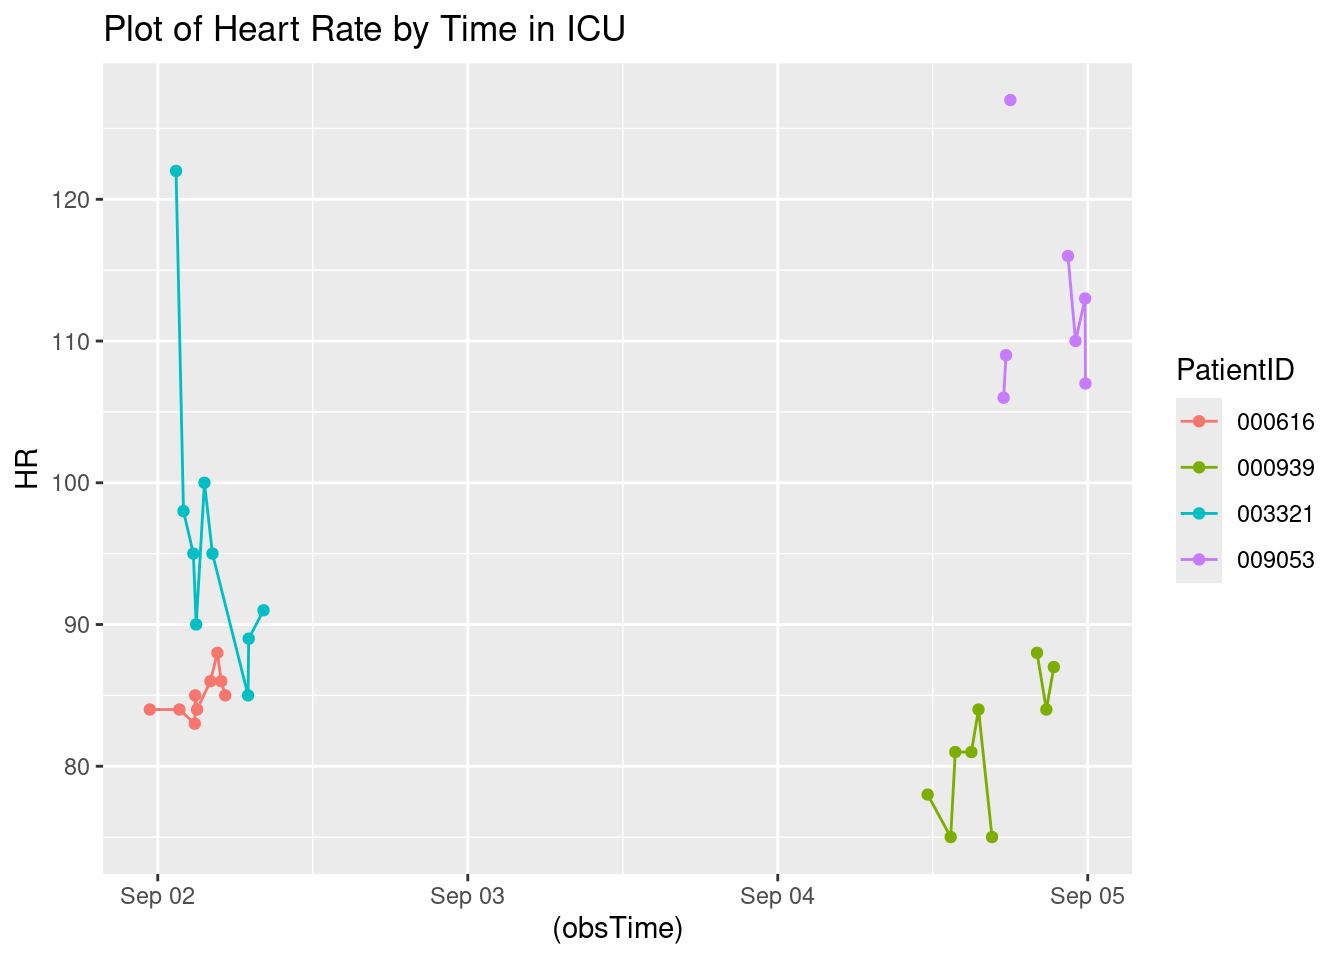 Plot of Heart Rate by Time in ICU
120
110
100
90
80
HR
Sep 02
Sep 03
Sep 04
Sep 05
(obsTime)
PatientID
000616
000939
003321
009053